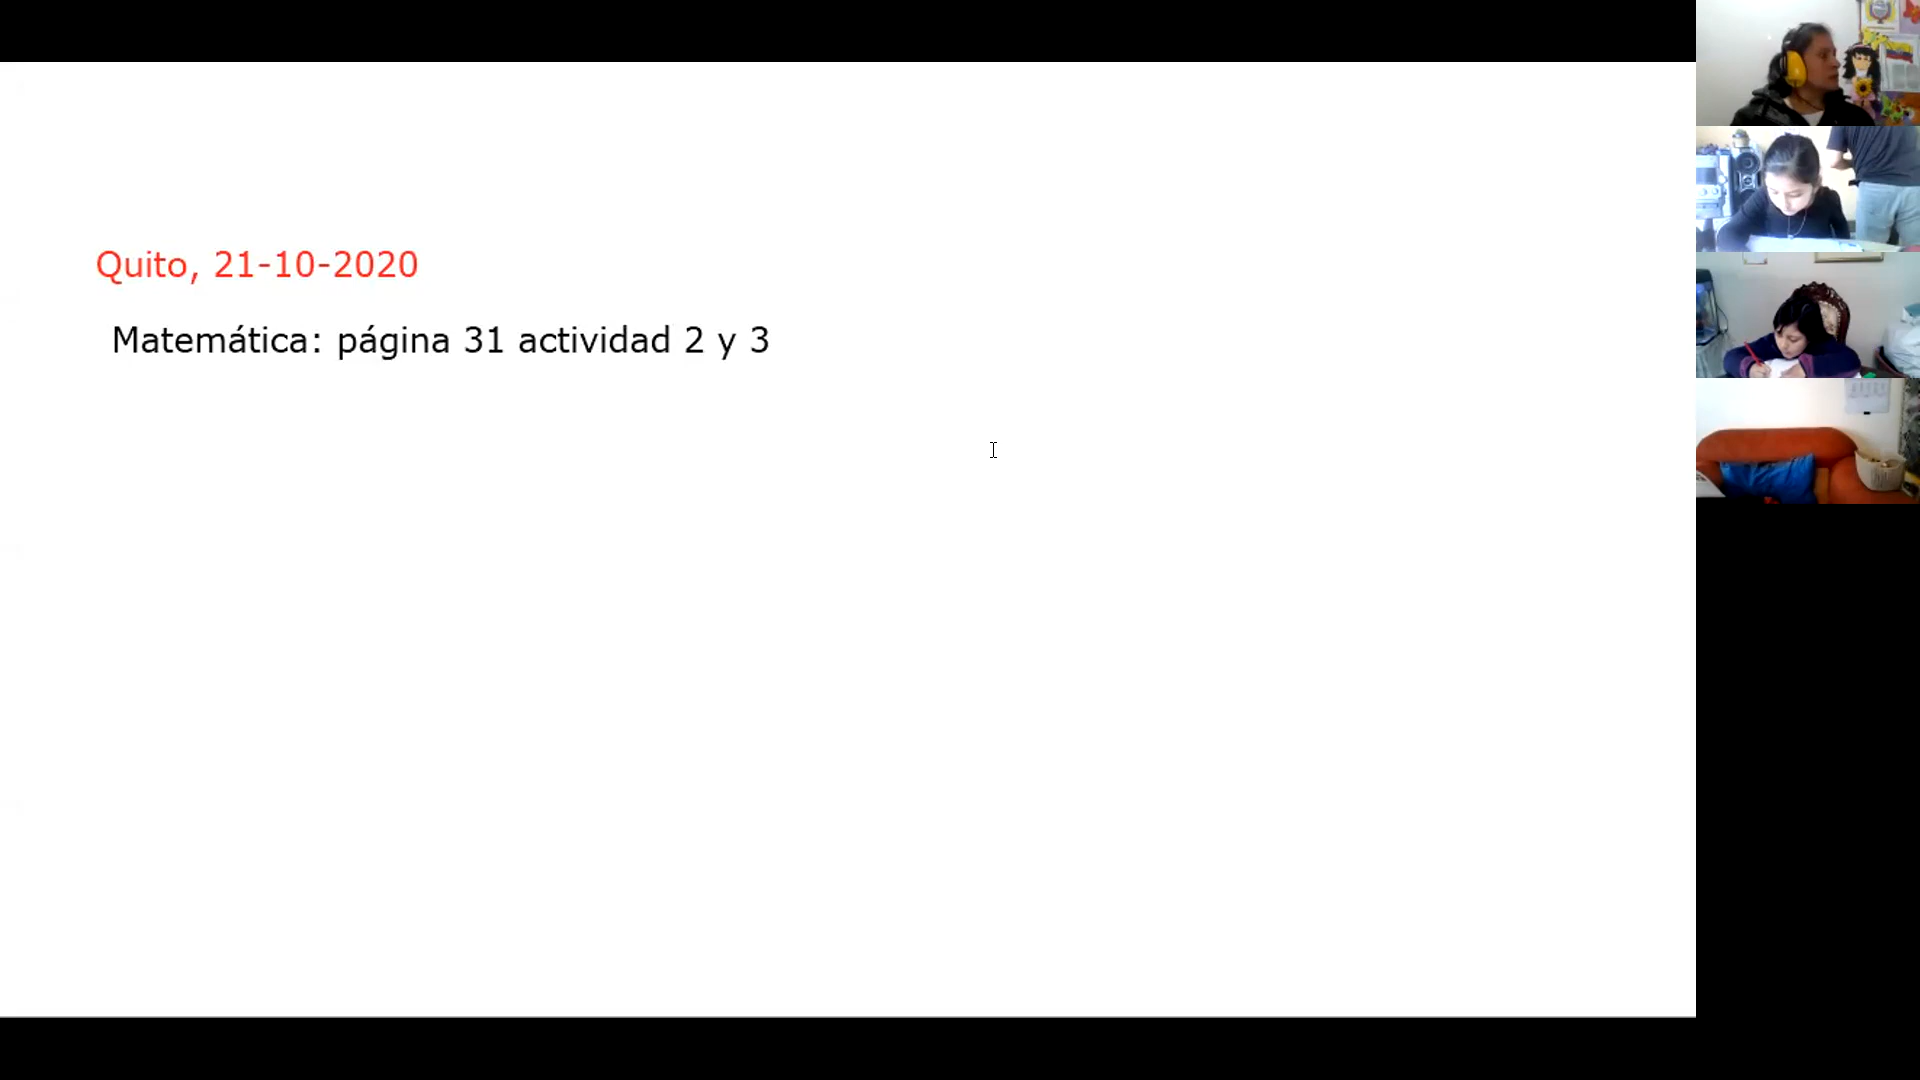 Quito, 21-10-2020
Matemática: página 31 actividad 2 y 3